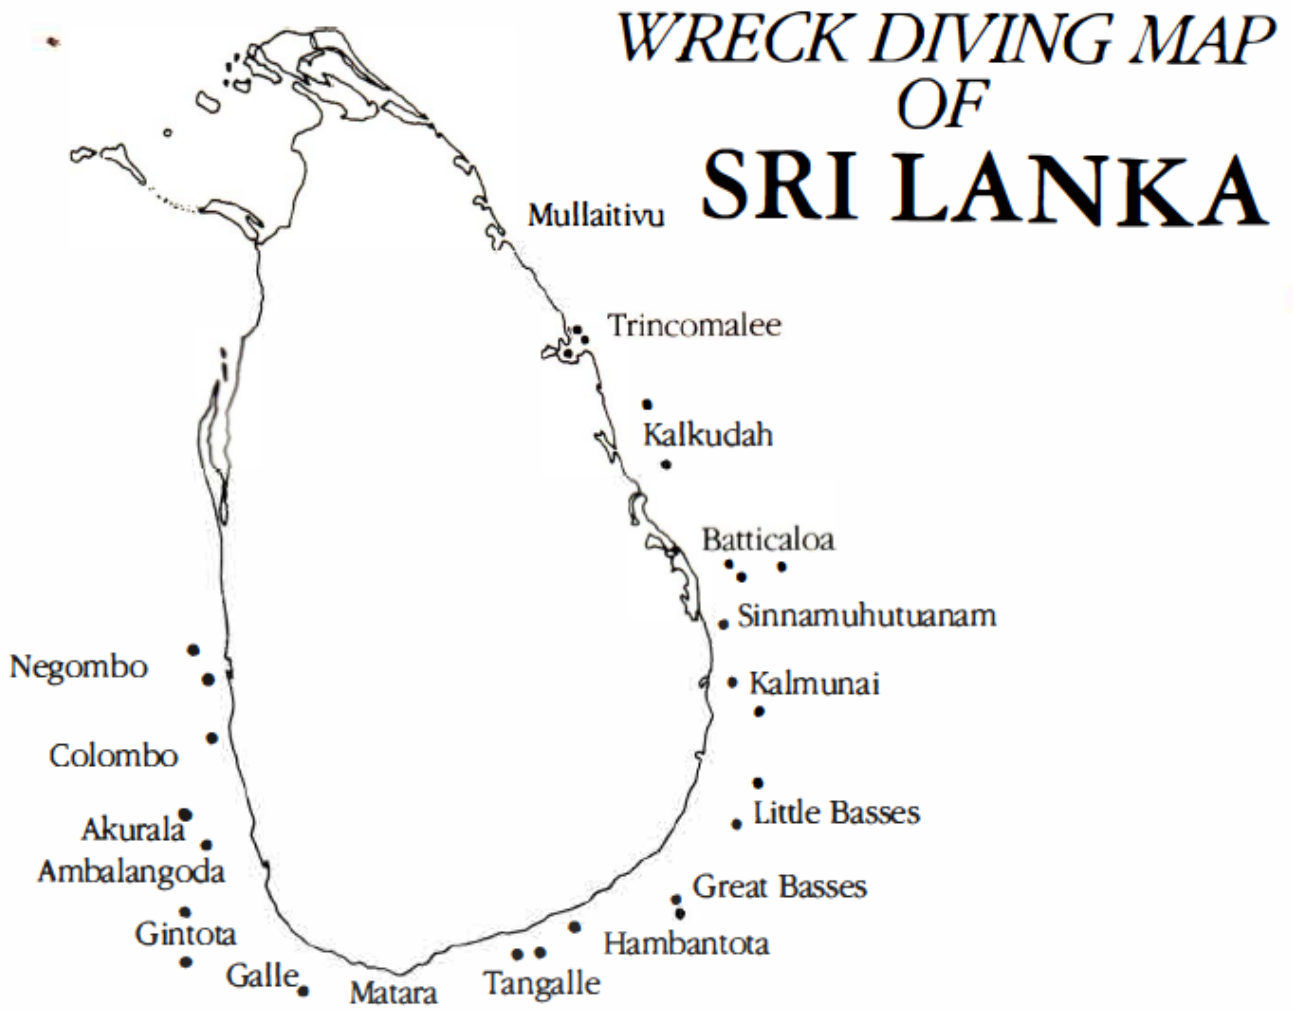 WRECK DIVING MAP
OF
SRI LANKA
Mullaitivu
Trincomalee
Kalkudah
Batticaloa
Sinnamuhutuanam
Negombo
Kalmunai
Colombo
Little Basses
Akurala
Ambalangoda
Great Basses
Gintota
Hambantota
Galle
Matara
Tangalle